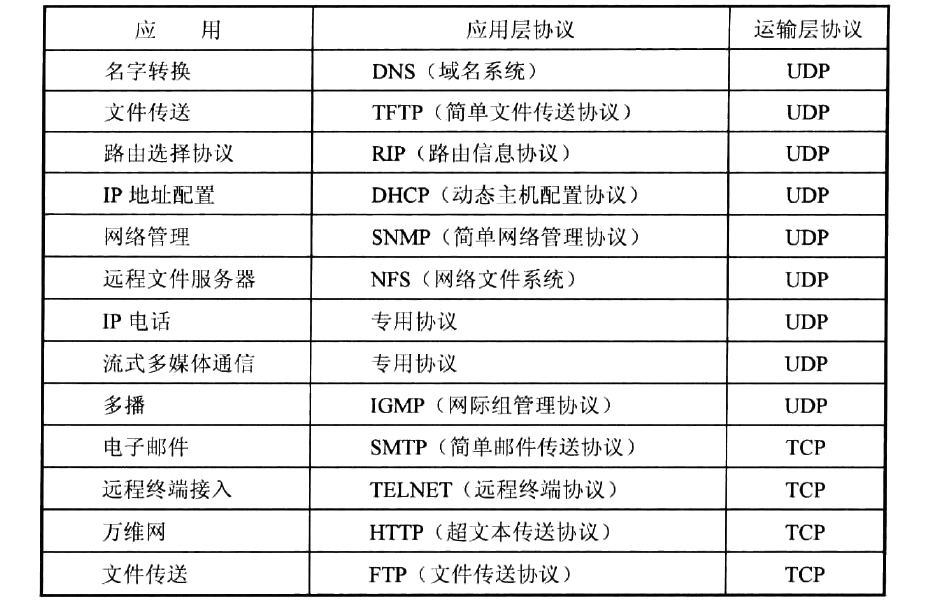 应 用 应用层协议 运输层协议
名字转换 DNS（域名系统） UDP
文件传送 TFTP（简单文件传送协议） UDP
路由选择协议 RIP（路由信息协议） UDP
IP 地址配置 DHCP（动态主机配置协议） UDP
网络管理 SNMP（简单网络管理协议） UDP
远程文件服务器 NFS（网络文件系统） UDP
IP 电话 专用协议 UDP
流式多媒体通信 专用协议 UDP
多播 IGMP（网际组管理协议） UDP
电子邮件 SMTP（简单邮件传送协议） TCP
远程终端接入 TELNET（远程终端协议） TCP
万维网 HTTP（超文本传送协议） TCP
文件传送 FTP（文件传送协议） TCP